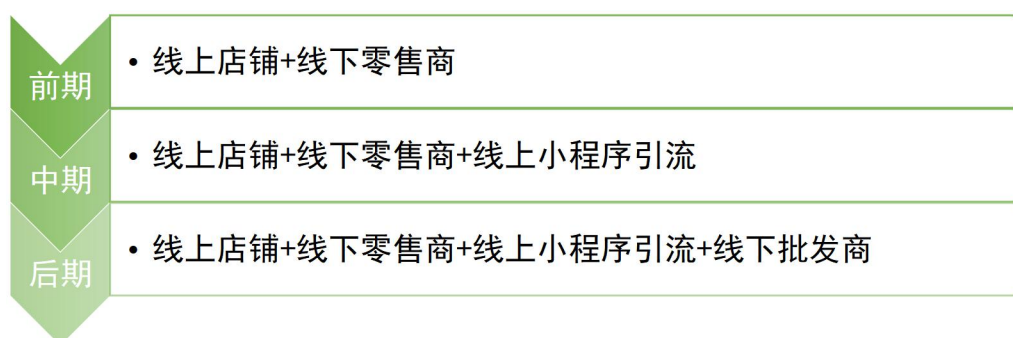 前期
• 线上店铺+线下零售商
中期
• 线上店铺+线下零售商+线上小程序引流
后期
• 线上店铺+线下零售商+线上小程序引流+线下批发商